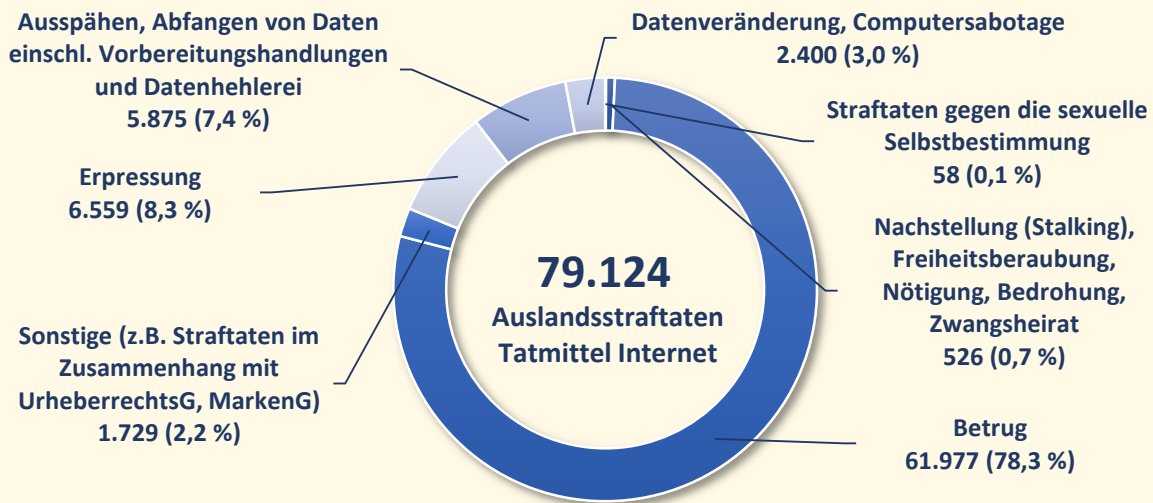 Ausspähen, Abfangen von Daten
einschl. Vorbereitungshandlungen
und Datenhehlerei
5.875 (7,4 %)
Datenveränderung, Computersabotage
2.400 (3,0 %)
Straftaten gegen die sexuelle
Selbstbestimmung
58 (0,1 %)
Erpressung
6.559 (8,3 %)
Nachstellung (Stalking),
Freiheitsberaubung,
Nötigung, Bedrohung,
Zwangsheirat
526 (0,7 %)
79.124
Auslandsstraftaten
Tatmittel Internet
Sonstige (z.B. Straftaten im
Zusammenhang mit
UrheberrechtsG, MarkenG)
1.729 (2,2 %)
Betrug
61.977 (78,3 %)